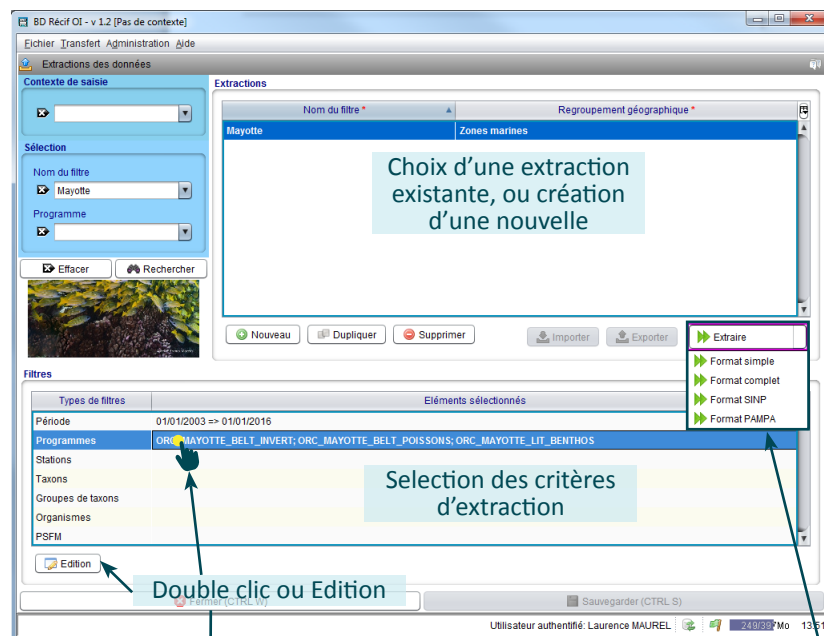 BD Récif OI - v 1.2 [Pas de contexte]
Fichier Transfert Administration Aide
Extractions des données
Contexte de saisie
Sélection
Nom du filtre
Mayotte
Programme
Effacer
Rechercher
Extractions
Nom du filtre *
Regroupement géographique *
Mayotte
Zones marines
Choix d'une extraction
existante, ou création
d'une nouvelle
Nouveau
Dupliquer
Supprimer
Importer
Exporter
Extraire
Format simple
Format complet
Format SINP
Format PAMPA
Filtres
Types de filtres
Eléments sélectionnés
Période
01/01/2003 => 01/01/2016
Programmes
ORC_MAYOTTE_BELT_INVERT; ORC_MAYOTTE_BELT_POISSONS; ORC_MAYOTTE_LIT_BENTHOS
Stations
Taxons
Groupes de taxons
Organismes
PSFM
Selection des critères
d'extraction
Edition
Double clic ou Edition
Fermer (CTRL W)
Sauvegarder (CTRL S)
Utilisateur authentifié: Laurence MAUREL
249/397Mo
13:51